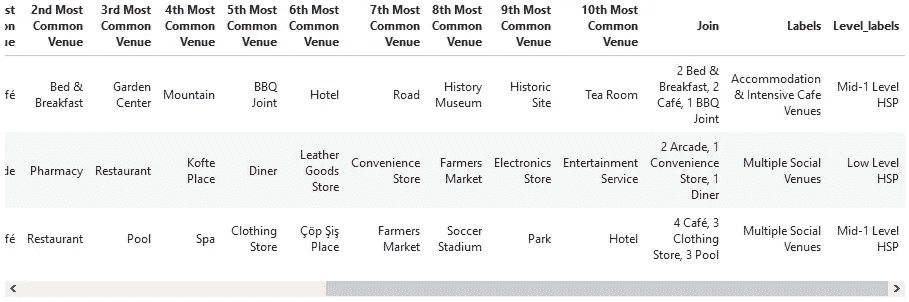 st
on
ue
2nd Most
Common
Venue
3rd Most
Common
Venue
4th Most
Common
Venue
5th Most
Common
Venue
6th Most
Common
Venue
7th Most
Common
Venue
8th Most
Common
Venue
9th Most
Common
Venue
10th Most
Common
Venue
Join
Labels
Level_labels
fé
Bed &
Breakfast
Garden
Center
Mountain
BBQ
Joint
Hotel
Road
History
Museum
Historic
Site
Tea Room
2 Bed &
Breakfast, 2
Café, 1 BBQ
Joint
Accommodation
& Intensive Cafe
Venues
Mid-1 Level
HSP
de
Pharmacy
Restaurant
Kofte
Place
Diner
Leather
Goods
Store
Convenience
Store
Farmers
Market
Electronics
Store
Entertainment
Service
2 Arcade, 1
Convenience
Store, 1
Diner
Multiple Social
Venues
Low Level
HSP
fé
Restaurant
Pool
Spa
Clothing
Store
Çöp Şiş
Place
Farmers
Market
Soccer
Stadium
Park
Hotel
4 Café, 3
Clothing
Store, 3 Pool
Multiple Social
Venues
Mid-1 Level
HSP